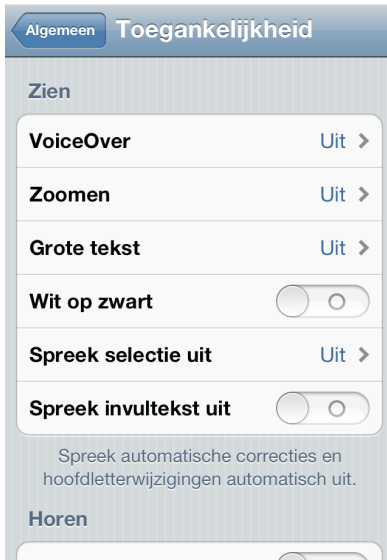 Algemeen Toegankelijkheid
Zien
VoiceOver Uit
Zoomen Uit
Grote tekst Uit
Wit op zwart
Spreek selectie uit Uit
Spreek invultekst uit
Spreek automatische correcties en
hoofdletterwijzigingen automatisch uit.
Horen